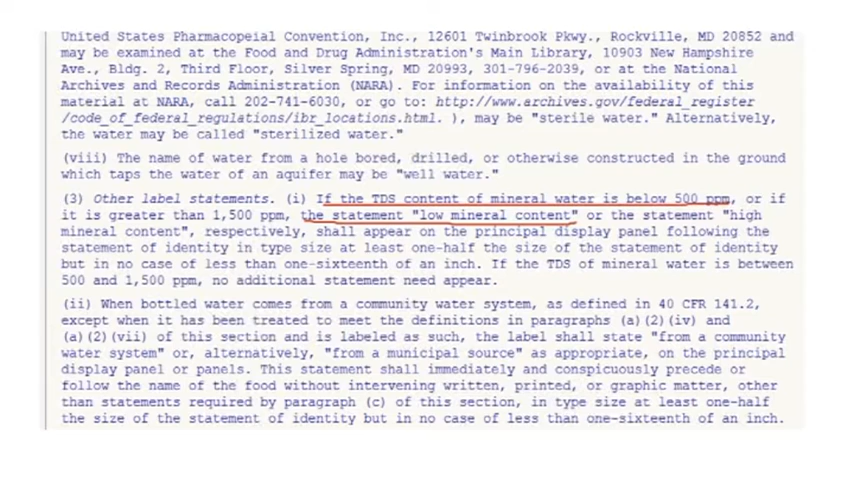 United States Pharmacopeial Convention, Inc., 12601 Twinbrook Pkwy., Rockville, MD 20852 and
may be examined at the Food and Drug Administration's Main Library, 10903 New Hampshire
Ave., Bldg. 2, Third Floor, Silver Spring, MD 20993, 301-796-2039, or at the National
Archives and Records Administration (NARA). For information on the availability of this
material at NARA, call 202-741-6030, or go to: http://www.archives.gov/federal_register
/code_of_federal_regulations/ibr_locations.html. ), may be "sterile water." Alternatively,
the water may be called "sterilized water."
(viii) The name of water from a hole bored, drilled, or otherwise constructed in the ground
which taps the water of an aquifer may be "well water."
(3) Other label statements. (i) If the TDS content of mineral water is below 500 ppm, or if
it is greater than 1,500 ppm, the statement "low mineral content" or the statement "high
mineral content", respectively, shall appear on the principal display panel following the
statement of identity in type size at least one-half the size of the statement of identity
but in no case of less than one-sixteenth of an inch. If the TDS of mineral water is between
500 and 1,500 ppm, no additional statement need appear.
(ii) When bottled water comes from a community water system, as defined in 40 CFR 141.2,
except when it has been treated to meet the definitions in paragraphs (a)(2)(iv) and
(a)(2)(vii) of this section and is labeled as such, the label shall state "from a community
water system" or, alternatively, "from a municipal source" as appropriate, on the principal
display panel or panels. This statement shall immediately and conspicuously precede or
follow the name of the food without intervening written, printed, or graphic matter, other
than statements required by paragraph (c) of this section, in type size at least one-half
the size of the statement of identity but in no case of less than one-sixteenth of an inch.